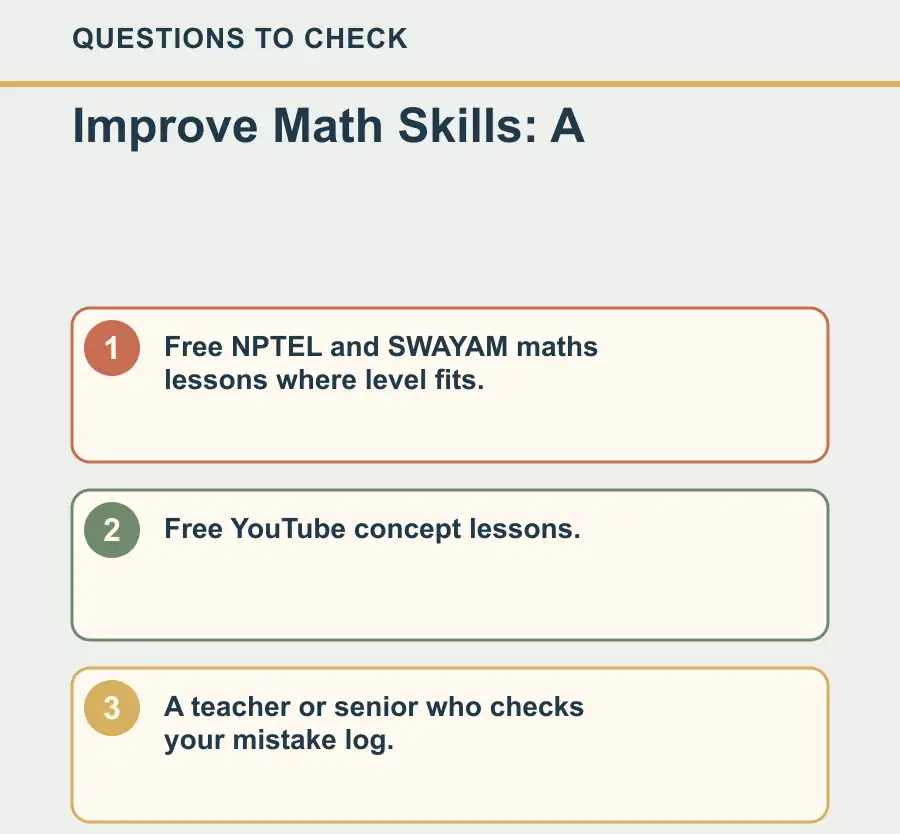 QUESTIONS TO CHECK
Improve Math Skills: A
1
Free NPTEL and SWAYAM maths
lessons where level fits.
2
Free YouTube concept lessons.
3
A teacher or senior who checks
your mistake log.